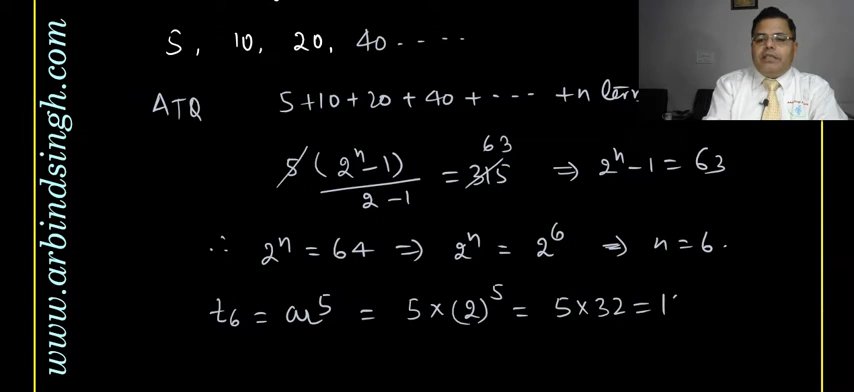 5, 10, 20, 40 .....
ATQ 5+10+20+40+....+n
63
5(2ⁿ-1)/(2-1) = 315 ⇒ 2ⁿ-1 = 63
∴ 2ⁿ = 64 ⇒ 2ⁿ = 2⁶ ⇒ n = 6.
t₆ = ar⁵ = 5×(2)⁵ = 5×32 = 1
www.arbindsingh.com